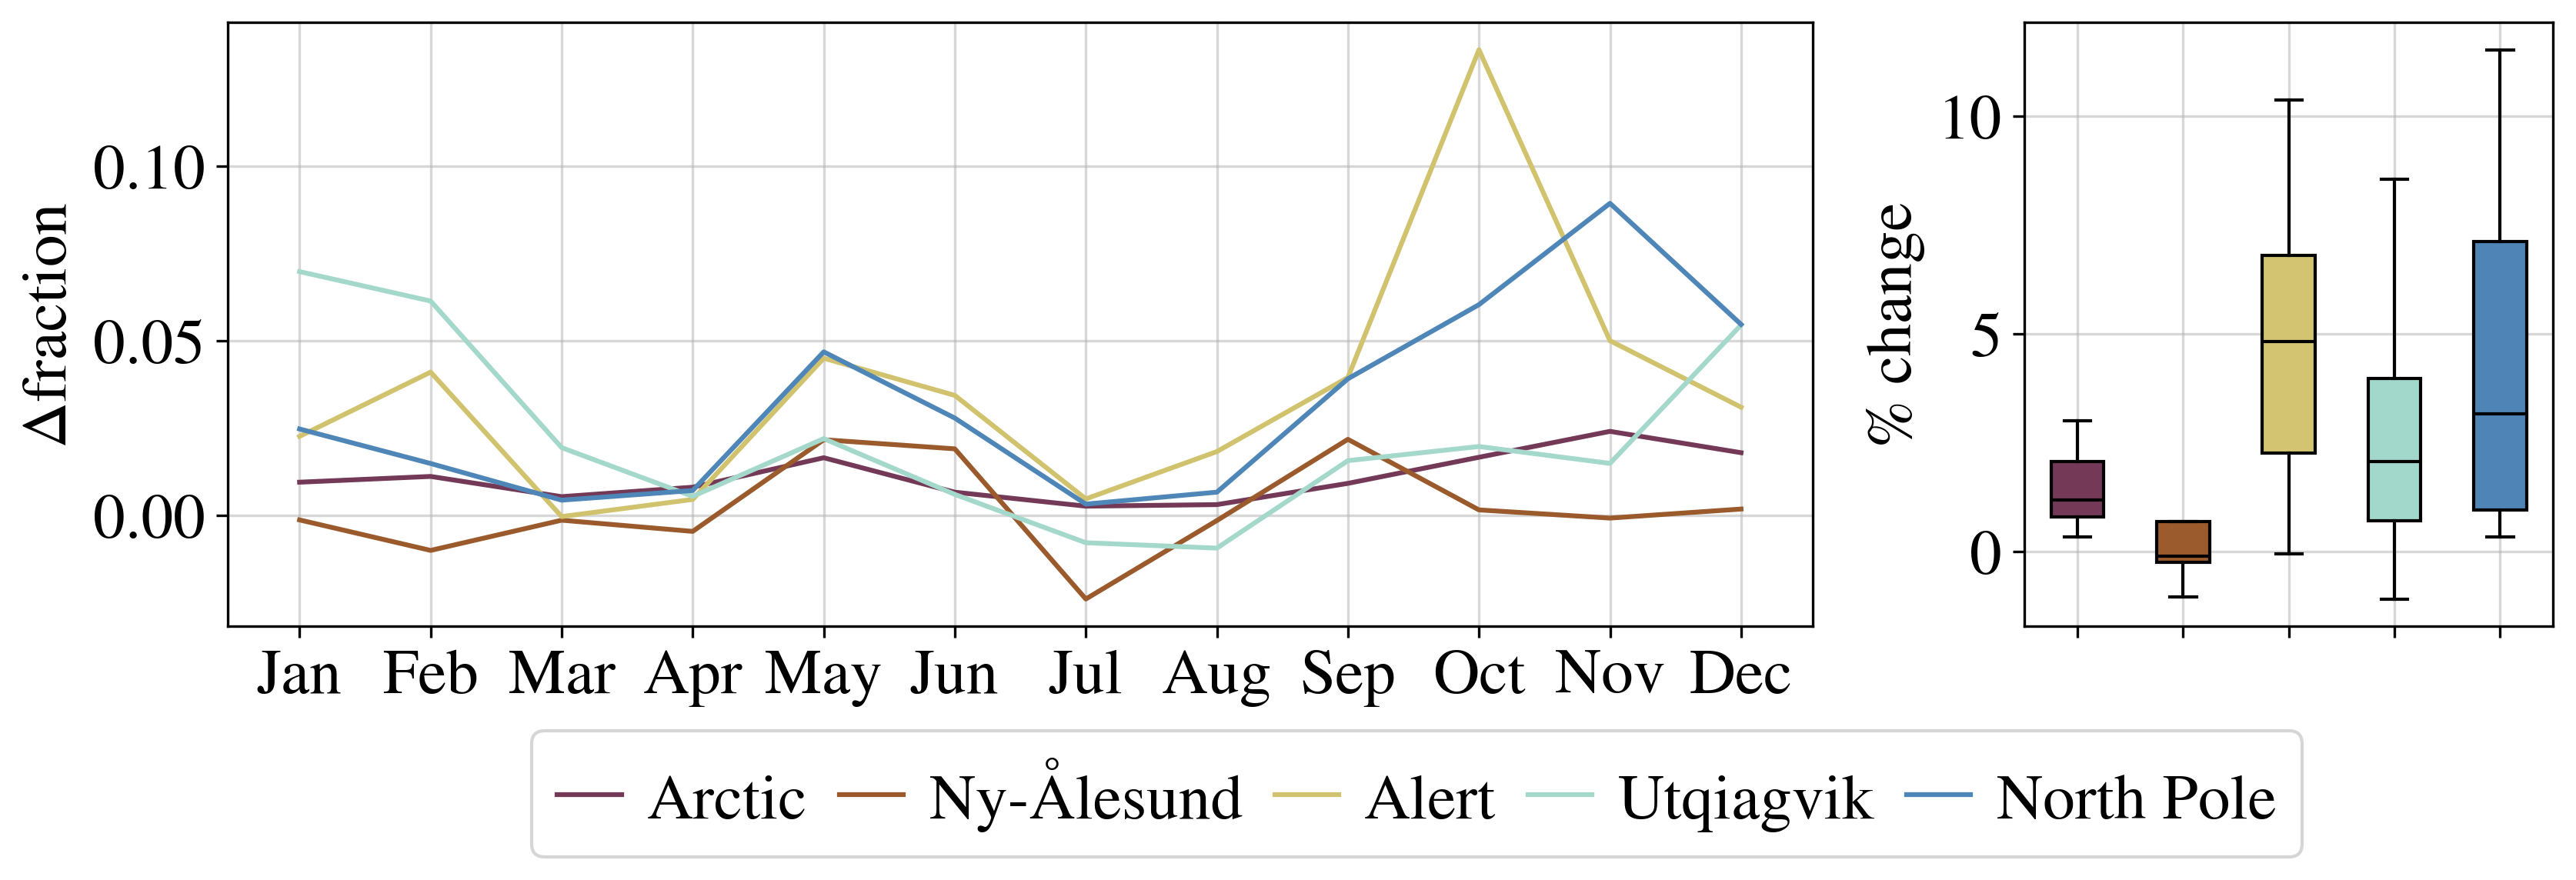 Δfraction
0.10
0.05
0.00
Jan Feb Mar Apr May Jun Jul Aug Sep Oct Nov Dec
% change
10
5
0
Arctic Ny-Ålesund Alert Utqiagvik North Pole